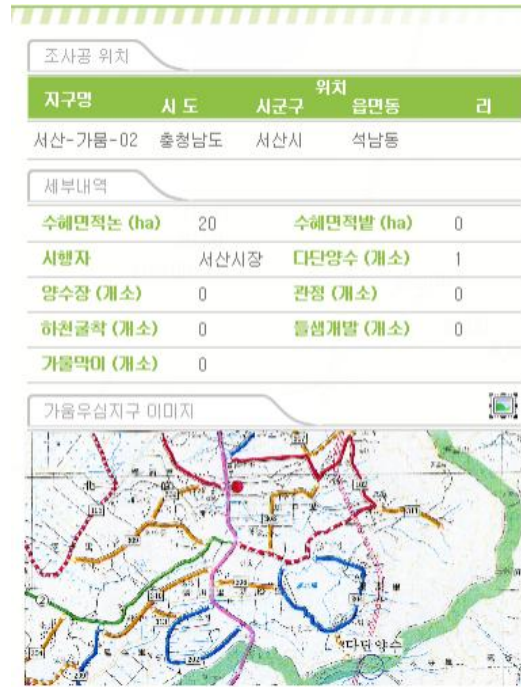 조사공 위치
위치
지구명 시 도 시군구 읍면동 리
서산-가뭄-02 충청남도 서산시 석남동
세부내역
수혜면적논 (ha) 20 수혜면적밭 (ha) 0
시행자 서산시장 다단양수 (개소) 1
양수장 (개소) 0 관정 (개소) 0
하천굴착 (개소) 0 들샘개발 (개소) 0
가물막이 (개소) 0
가움우심지구 이미지
다단양수